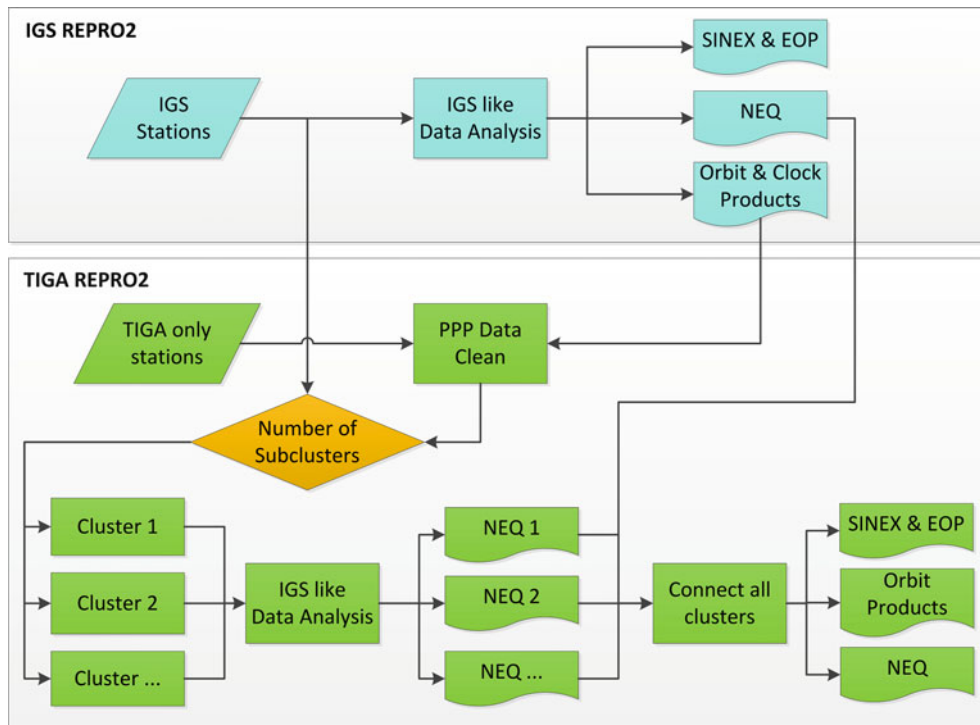 IGS REPRO2
SINEX & EOP
IGS
Stations
IGS like
Data Analysis
NEQ
Orbit & Clock
Products
TIGA REPRO2
TIGA only
stations
PPP Data
Clean
Number of
Subclusters
Cluster 1
Cluster 2
Cluster ...
IGS like
Data Analysis
NEQ 1
NEQ 2
NEQ ...
Connect all
clusters
SINEX & EOP
Orbit
Products
NEQ